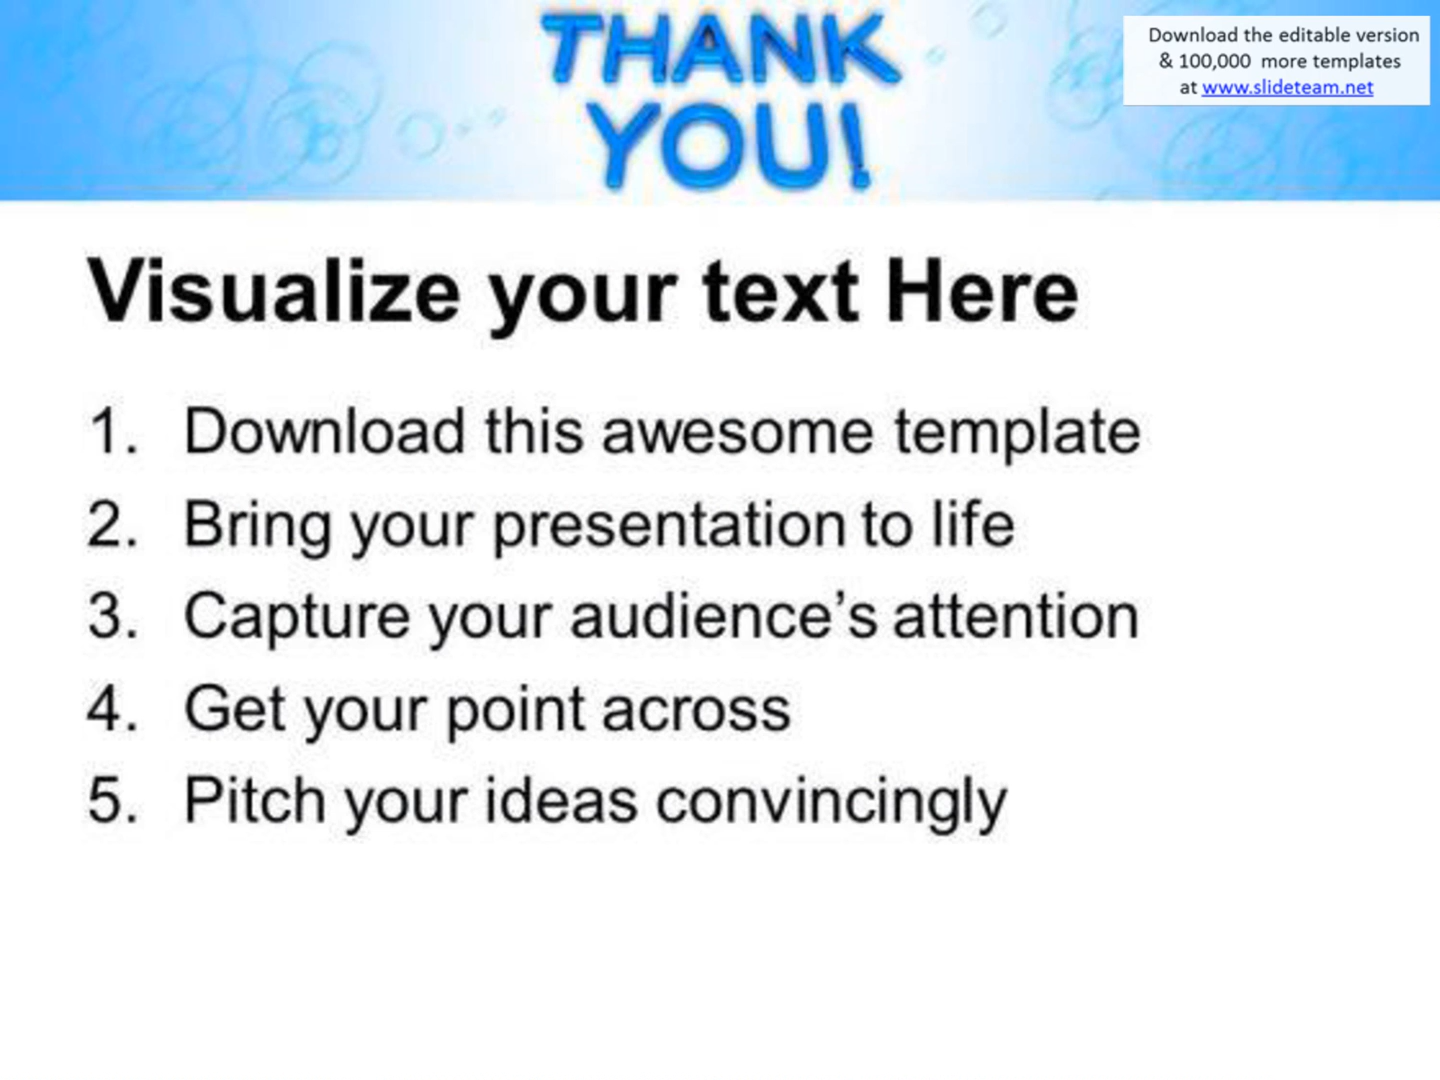 THANK
YOU!
Download the editable version
& 100,000 more templates
at www.slideteam.net
Visualize your text Here
1. Download this awesome template
2. Bring your presentation to life
3. Capture your audience’s attention
4. Get your point across
5. Pitch your ideas convincingly